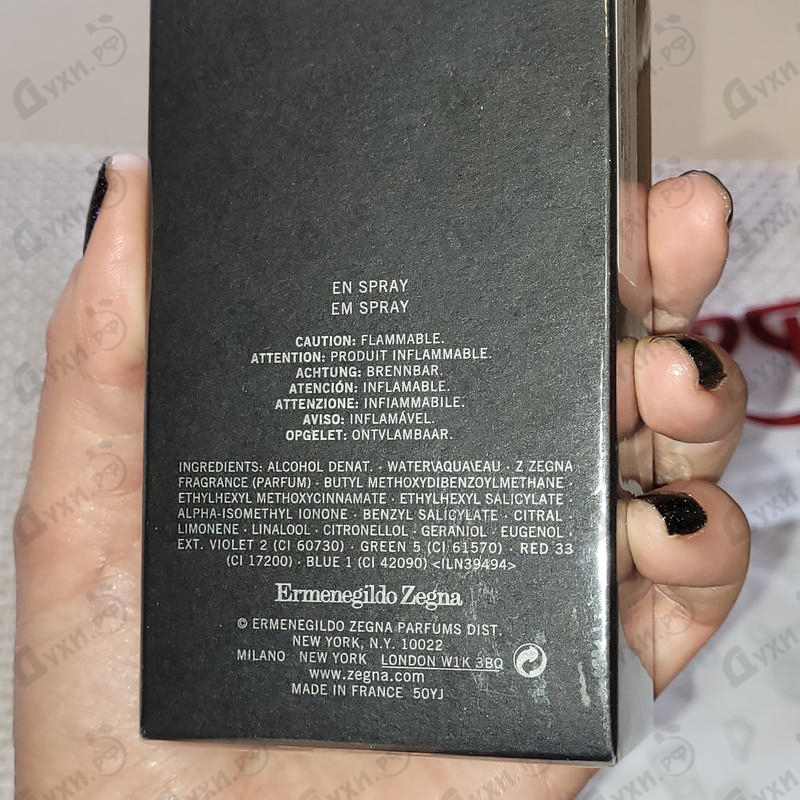 EN SPRAY
EM SPRAY
CAUTION: FLAMMABLE.
ATTENTION: PRODUIT INFLAMMABLE.
ACHTUNG: BRENNBAR.
ATENCIÓN: INFLAMABLE.
ATTENZIONE: INFIAMMABILE.
AVISO: INFLAMÁVEL.
OPGELET: ONTVLAMBAAR.
INGREDIENTS: ALCOHOL DENAT. · WATER\AQUA\EAU · Z ZEGNA
FRAGRANCE (PARFUM) · BUTYL METHOXYDIBENZOYLMETHANE
ETHYLHEXYL METHOXYCINNAMATE · ETHYLHEXYL SALICYLATE
ALPHA-ISOMETHYL IONONE · BENZYL SALICYLATE · CITRAL
LIMONENE · LINALOOL · CITRONELLOL · GERANIOL · EUGENOL ·
EXT. VIOLET 2 (CI 60730) · GREEN 5 (CI 61570) · RED 33
(CI 17200) · BLUE 1 (CI 42090) <ILN39494>
Ermenegildo Zegna
© ERMENEGILDO ZEGNA PARFUMS DIST.
NEW YORK, N.Y. 10022
MILANO NEW YORK LONDON W1K 3BQ
www.zegna.com
MADE IN FRANCE 50YJ
Духи.рф